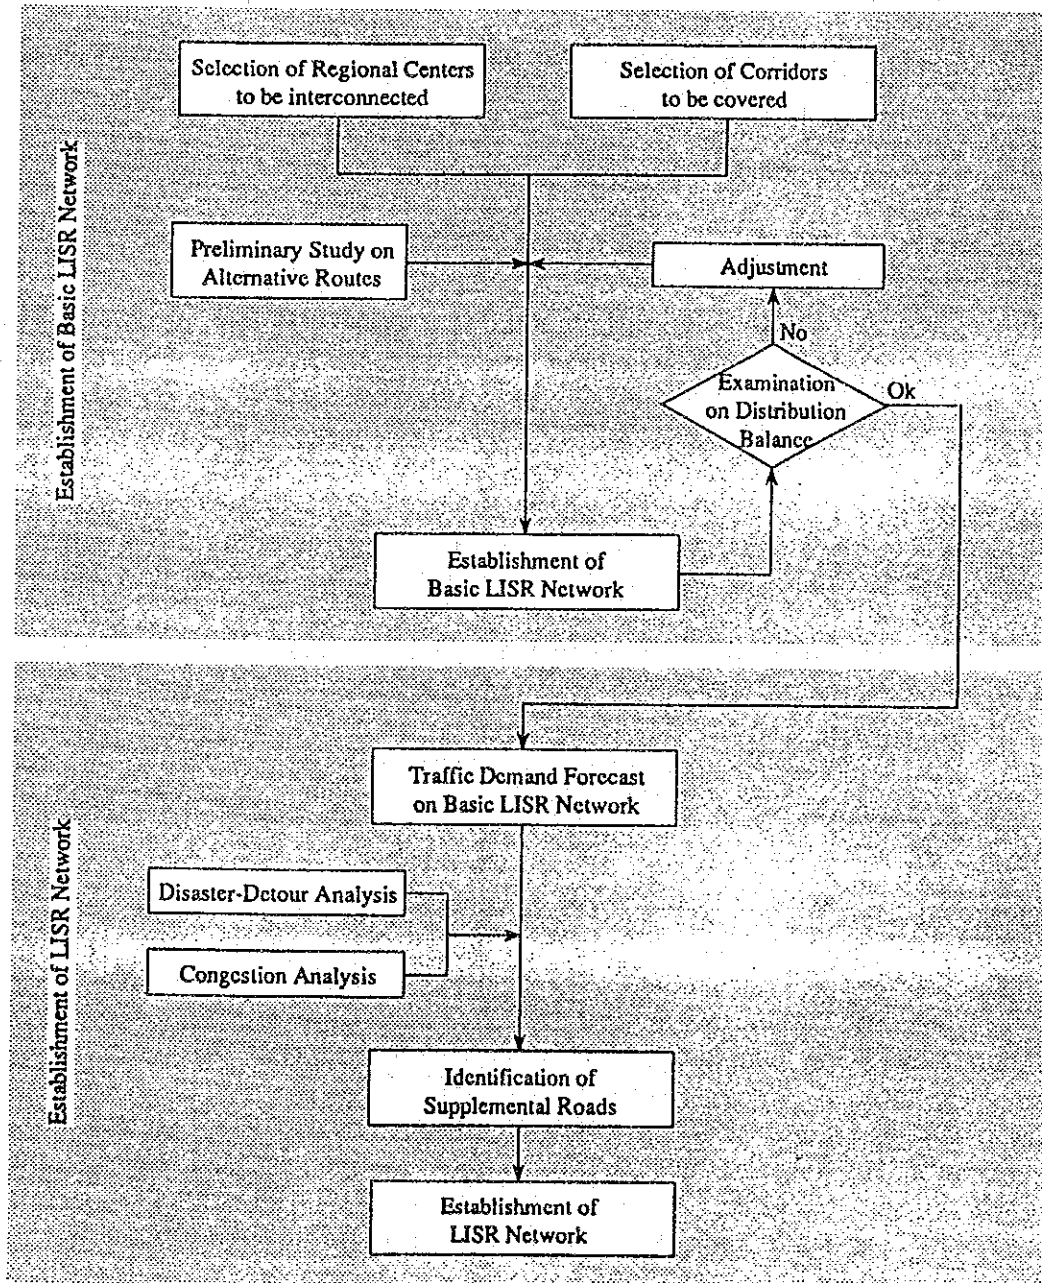 Selection of Regional Centers
to be interconnected
Selection of Corridors
to be covered
Establishment of Basic LISR Network
Preliminary Study on
Alternative Routes
Adjustment
No
Examination
on Distribution
Balance
Ok
Establishment of
Basic LISR Network
Establishment of LISR Network
Traffic Demand Forecast
on Basic LISR Network
Disaster-Detour Analysis
Congestion Analysis
Identification of
Supplemental Roads
Establishment of
LISR Network